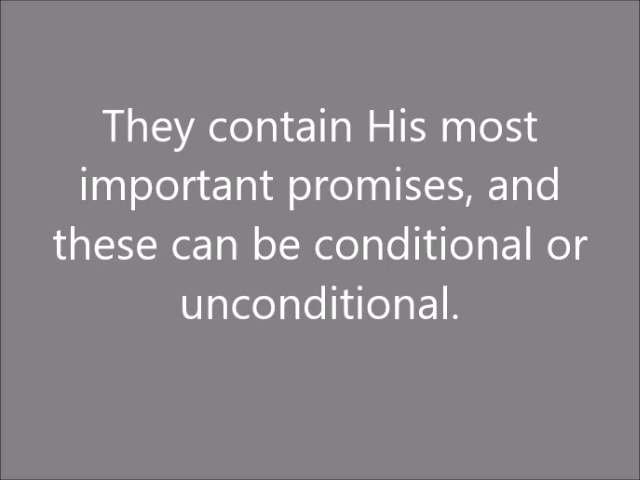 They contain His most
important promises, and
these can be conditional or
unconditional.